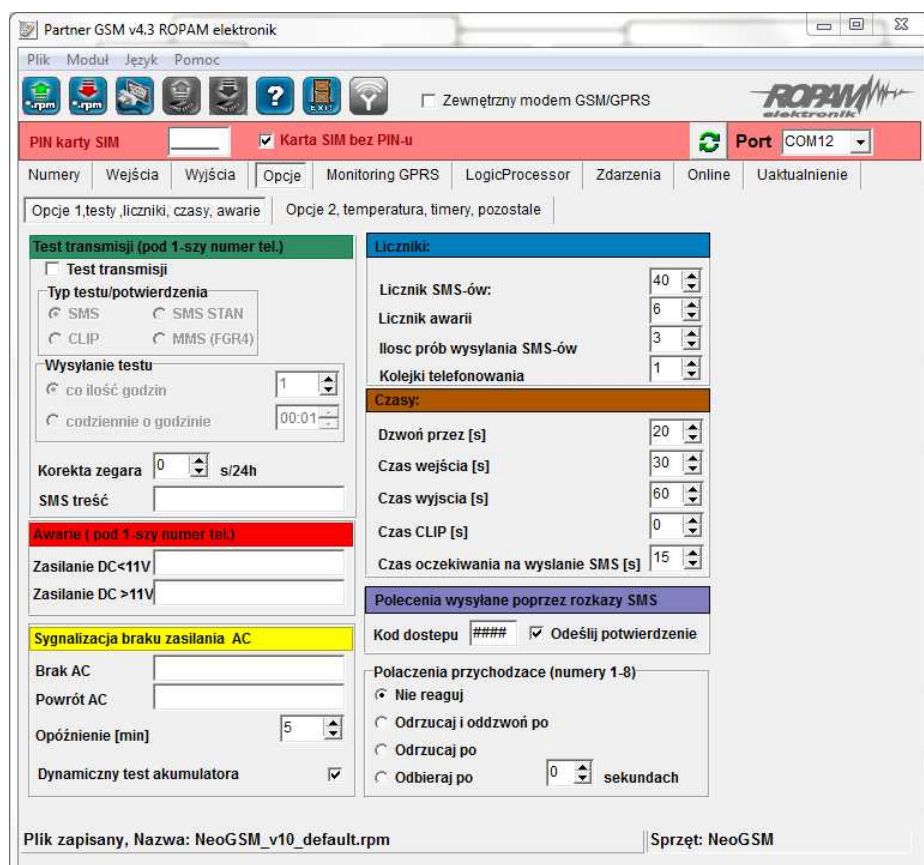 Partner GSM v4.3 ROPAM elektronik
Plik Moduł Język Pomoc
*.rpm *.rpm ? EXIT Zewnętrzny modem GSM/GPRS ROPAM elektronik
PIN karty SIM Karta SIM bez PIN-u Port COM12
Numery Wejścia Wyjścia Opcje Monitoring GPRS LogicProcessor Zdarzenia Online Uaktualnienie
Opcje 1,testy ,liczniki, czasy, awarie Opcje 2, temperatura, timery, pozostale
Test transmisji (pod 1-szy numer tel.)
Test transmisji
Typ testu/potwierdzenia
SMS SMS STAN
CLIP MMS (FGR4)
Wysyłanie testu
co ilość godzin 1
codziennie o godzinie 00:01
Korekta zegara 0 s/24h
SMS treść
Awarie ( pod 1-szy numer tel.)
Zasilanie DC<11V
Zasilanie DC >11V
Sygnalizacja braku zasilania AC
Brak AC
Powrót AC
Opóźnienie [min] 5
Dynamiczny test akumulatora
Liczniki:
Licznik SMS-ów: 40
Licznik awarii 6
Ilosc prób wysylania SMS-ów 3
Kolejki telefonowania 1
Czasy:
Dzwoń przez [s] 20
Czas wejścia [s] 30
Czas wyjscia [s] 60
Czas CLIP [s] 0
Czas oczekiwania na wyslanie SMS [s] 15
Polecenia wysyłane poprzez rozkazy SMS
Kod dostepu #### Odeślij potwierdzenie
Połaczenia przychodzace (numery 1-8)
Nie reaguj
Odrzucaj i oddzwoń po
Odrzucaj po
Odbieraj po 0 sekundach
Plik zapisany, Nazwa: NeoGSM_v10_default.rpm Sprzęt: NeoGSM